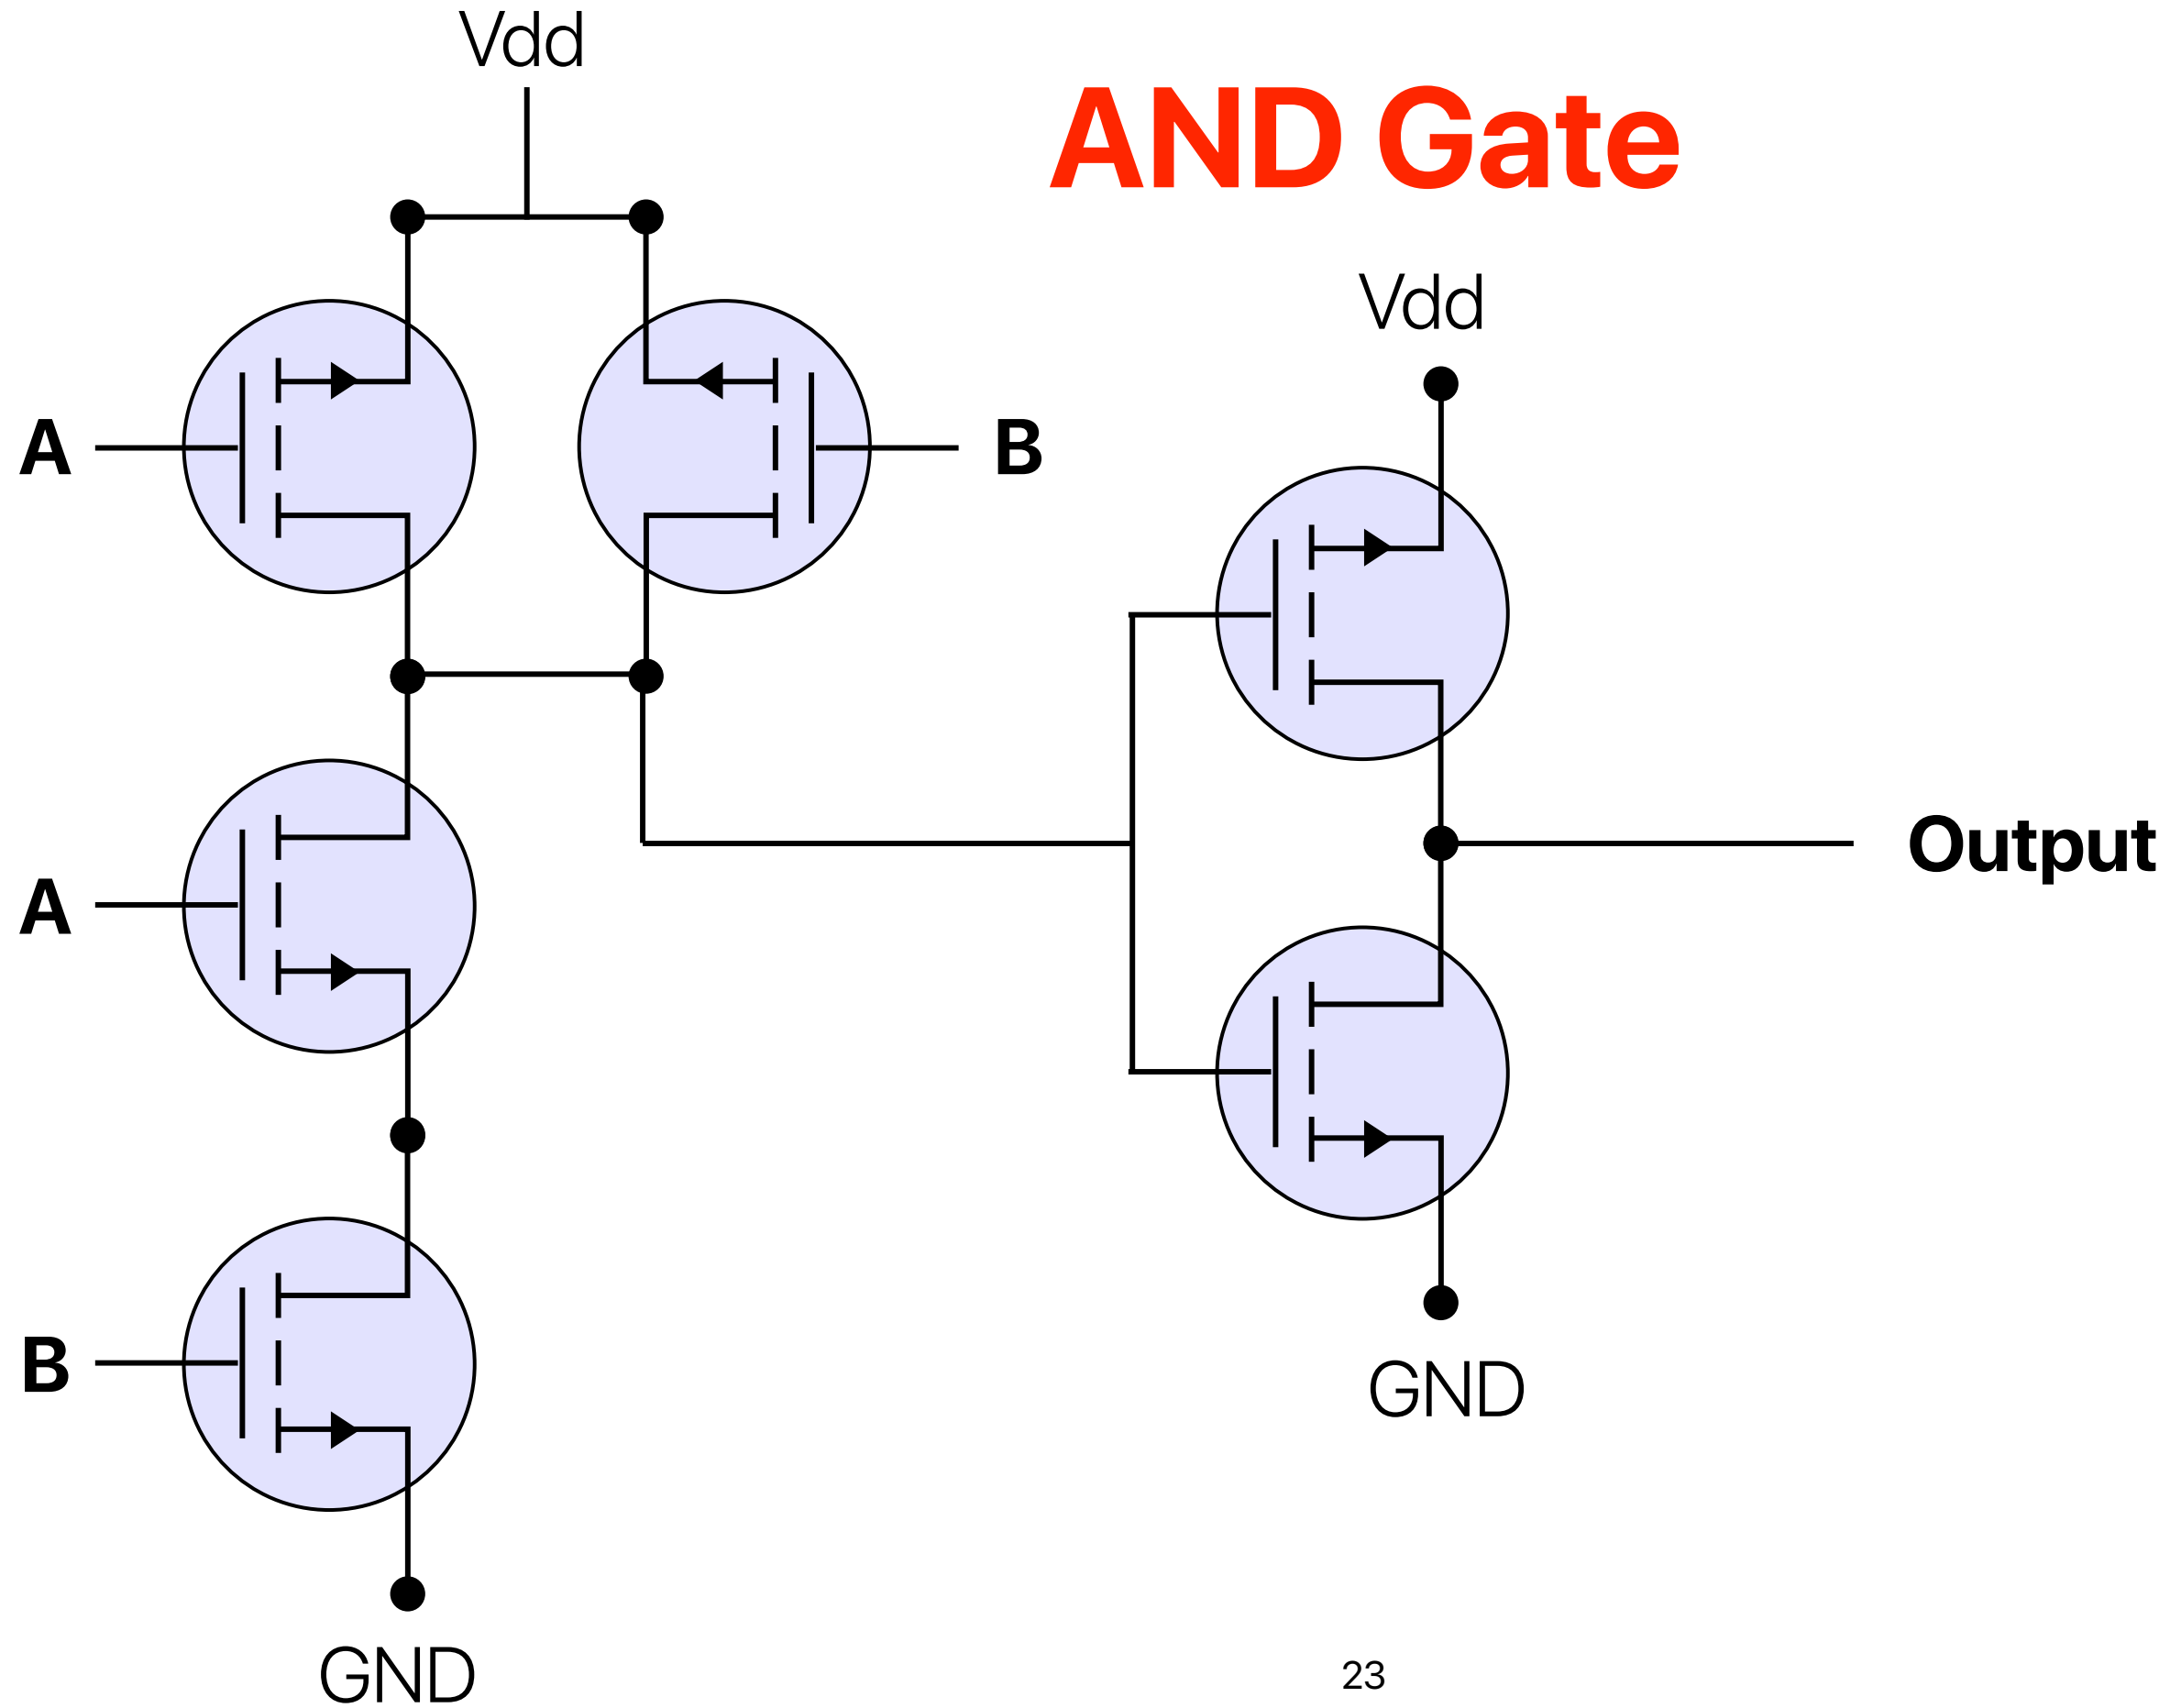 Vdd
AND Gate
Vdd
A
B
Output
A
B
GND
GND
23